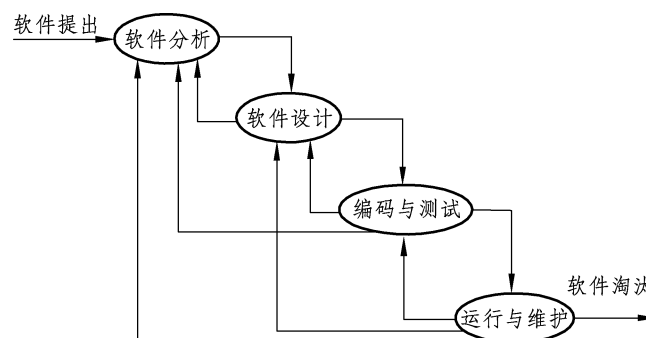 软件提出
软件分析
软件设计
编码与测试
软件淘汰
运行与维护